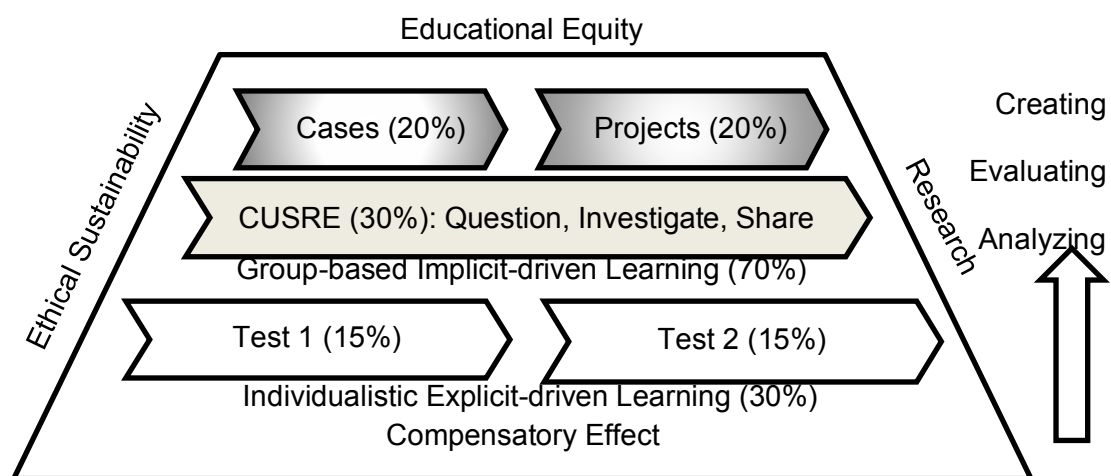 Educational Equity
Ethical Sustainability
Cases (20%)
Projects (20%)
CUSRE (30%): Question, Investigate, Share
Group-based Implicit-driven Learning (70%)
Test 1 (15%)
Test 2 (15%)
Individualistic Explicit-driven Learning (30%)
Compensatory Effect
Research
Creating
Evaluating
Analyzing